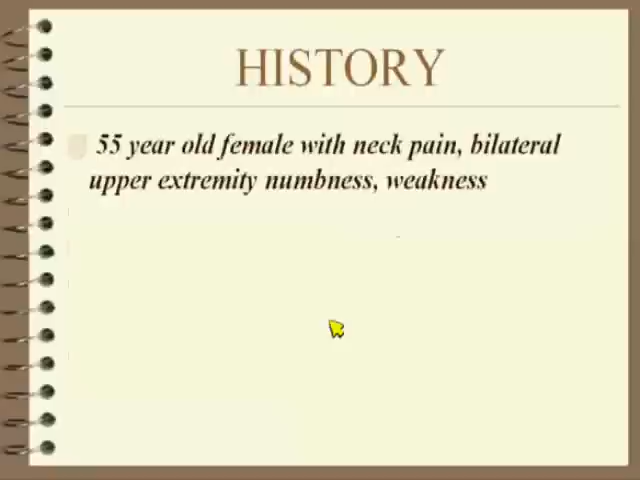 HISTORY
55 year old female with neck pain, bilateral
upper extremity numbness, weakness